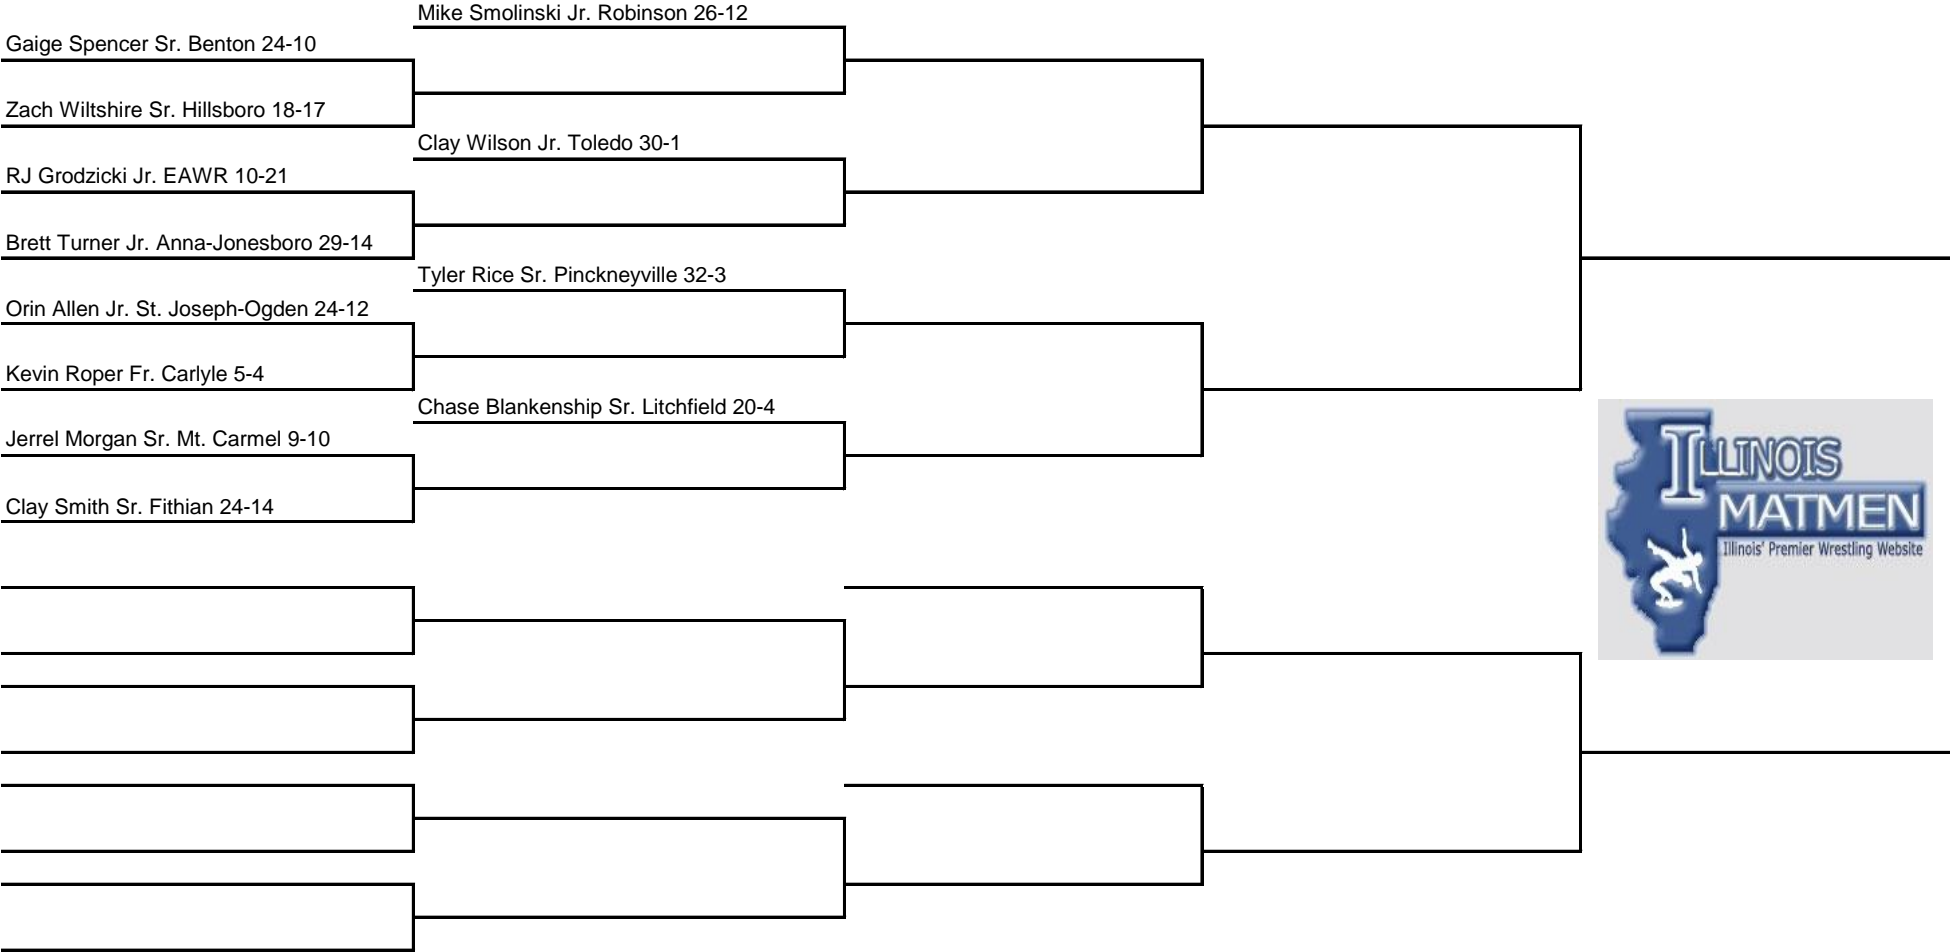 Mike Smolinski Jr. Robinson 26-12
Gaige Spencer Sr. Benton 24-10
Zach Wiltshire Sr. Hillsboro 18-17
Clay Wilson Jr. Toledo 30-1
RJ Grodzicki Jr. EAWR 10-21
Brett Turner Jr. Anna-Jonesboro 29-14
Tyler Rice Sr. Pinckneyville 32-3
Orin Allen Jr. St. Joseph-Ogden 24-12
Kevin Roper Fr. Carlyle 5-4
Chase Blankenship Sr. Litchfield 20-4
Jerrel Morgan Sr. Mt. Carmel 9-10
Clay Smith Sr. Fithian 24-14
ILLINOIS
MATMEN
Illinois' Premier Wrestling Website